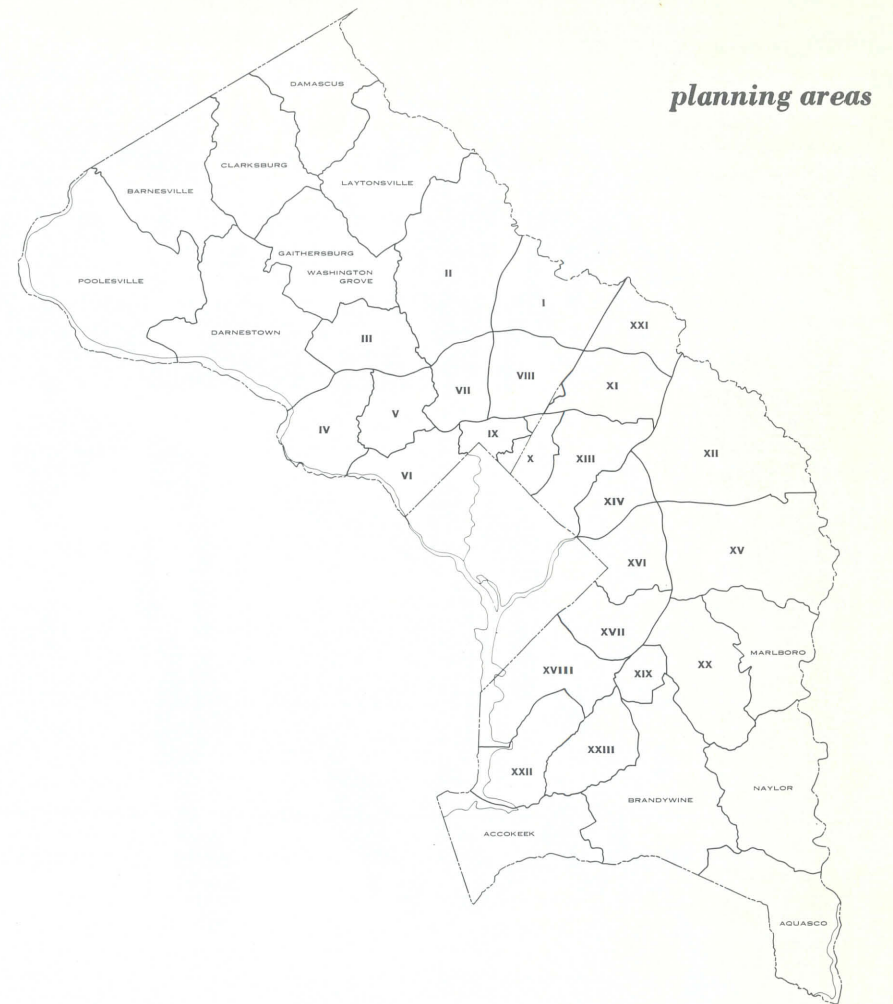 planning areas
DAMASCUS
CLARKSBURG
LAYTONSVILLE
BARNESVILLE
GAITHERSBURG
WASHINGTON
GROVE
POOLESVILLE
DARNESTOWN
II
I
XXI
III
VIII
XI
VII
V
IV
IX
X
XIII
XII
VI
XIV
XV
XVI
XVII
MARLBORO
XVIII
XIX
XX
XXIII
XXII
NAYLOR
BRANDYWINE
ACCOKEEK
AQUASCO